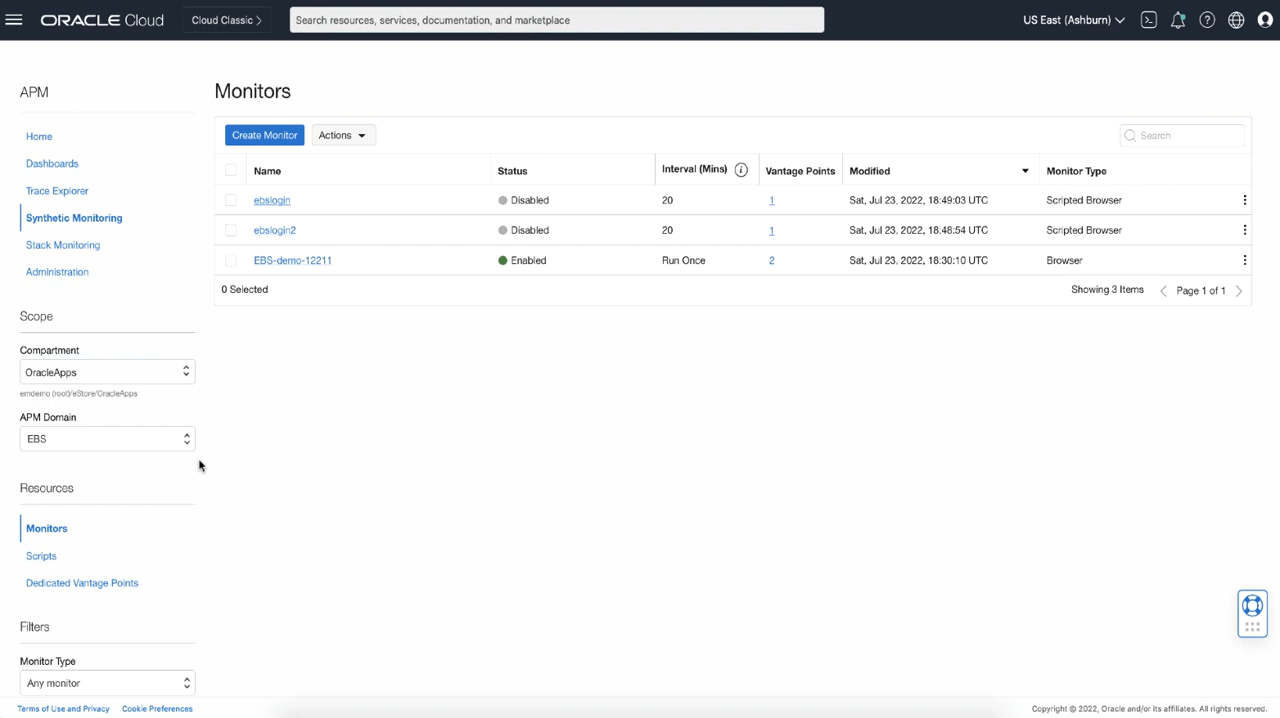 ORACLE Cloud
Cloud Classic >
Search resources, services, documentation, and marketplace
US East (Ashburn)
APM
Home
Dashboards
Trace Explorer
Synthetic Monitoring
Stack Monitoring
Administration
Scope
Compartment
OracleApps
emdemo (root)/eStore/OracleApps
APM Domain
EBS
Resources
Monitors
Scripts
Dedicated Vantage Points
Filters
Monitor Type
Any monitor
Monitors
Create Monitor
Actions
Search
Name Status Interval (Mins) Vantage Points Modified Monitor Type
ebslogin Disabled 20 1 Sat, Jul 23, 2022, 18:49:03 UTC Scripted Browser
ebslogin2 Disabled 20 1 Sat, Jul 23, 2022, 18:48:54 UTC Scripted Browser
EBS-demo-12211 Enabled Run Once 2 Sat, Jul 23, 2022, 18:30:10 UTC Browser
0 Selected
Showing 3 Items
Page 1 of 1
Terms of Use and Privacy
Cookie Preferences
Copyright © 2022, Oracle and/or its affiliates. All rights reserved.